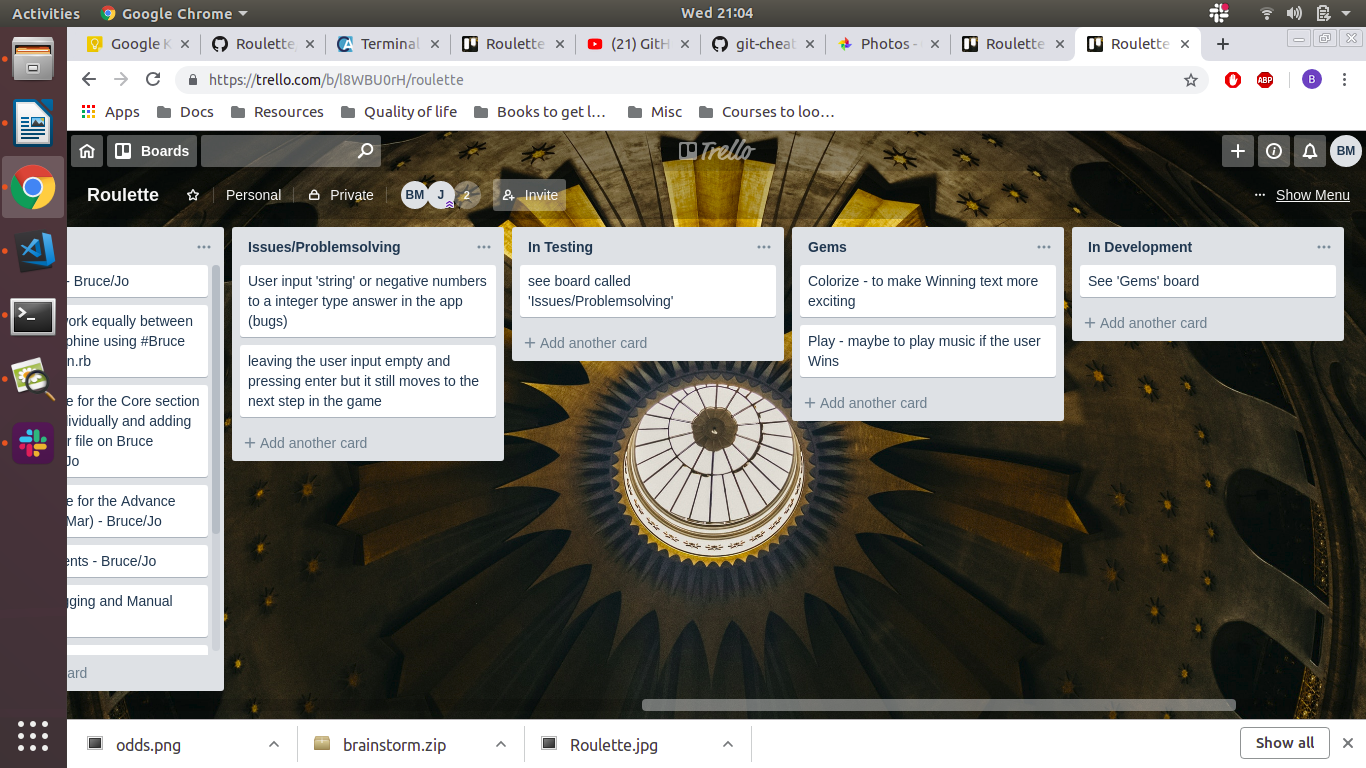 Activities
Google Chrome
Wed 21:04
Google K
Roulette
Terminal
Roulette
(21) GitH
git-cheat
Photos -
Roulette
Roulette
https://trello.com/b/l8WBU0rH/roulette
ABP
B
Apps
Docs
Resources
Quality of life
Books to get l…
Misc
Courses to loo…
Boards
Trello
BM
Roulette
Personal
Private
BM
J
2
Invite
Show Menu
- Bruce/Jo
ork equally between
phine using #Bruce
n.rb
e for the Core section
dividually and adding
r file on Bruce
/Jo
e for the Advance
Mar) - Bruce/Jo
ents - Bruce/Jo
gging and Manual
card
Issues/Problemsolving
User input 'string' or negative numbers
to a integer type answer in the app
(bugs)
leaving the user input empty and
pressing enter but it still moves to the
next step in the game
+ Add another card
In Testing
see board called
'Issues/Problemsolving'
+ Add another card
Gems
Colorize - to make Winning text more
exciting
Play - maybe to play music if the user
Wins
+ Add another card
In Development
See 'Gems' board
+ Add another card
odds.png
brainstorm.zip
Roulette.jpg
Show all